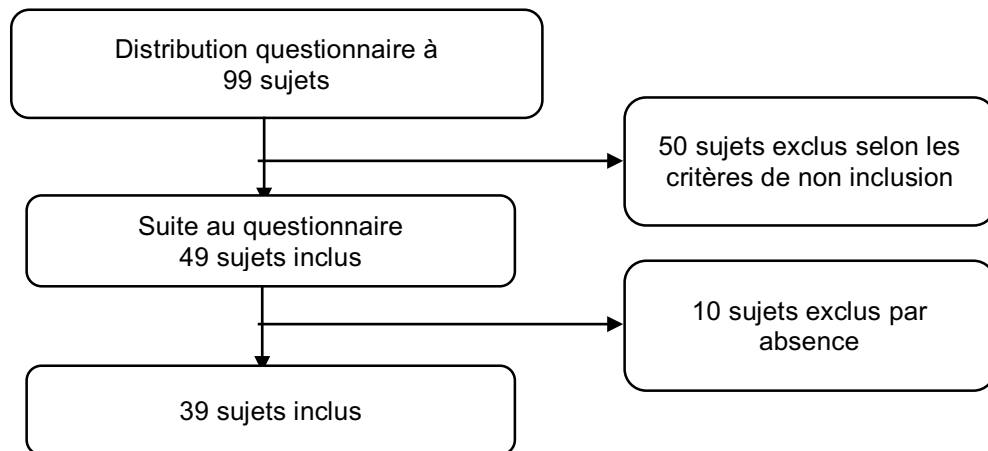 Distribution questionnaire à
99 sujets
50 sujets exclus selon les
critères de non inclusion
Suite au questionnaire
49 sujets inclus
10 sujets exclus par
absence
39 sujets inclus